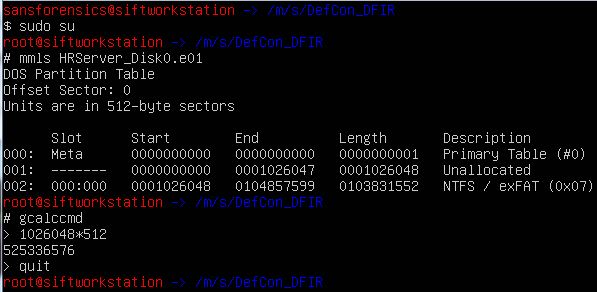 sansforensics@siftworkstation -> /m/s/DefCon_DFIR
$ sudo su
root@siftworkstation -> /m/s/DefCon_DFIR
# mmls HRServer_Disk0.e01
DOS Partition Table
Offset Sector: 0
Units are in 512-byte sectors
Slot Start End Length Description
000: Meta 0000000000 0000000000 0000000001 Primary Table (#0)
001: ------- 0000000000 0001026047 0001026048 Unallocated
002: 000:000 0001026048 0104857599 0103831552 NTFS / exFAT (0x07)
root@siftworkstation -> /m/s/DefCon_DFIR
# gcalccmd
> 1026048*512
525336576
> quit
root@siftworkstation -> /m/s/DefCon_DFIR